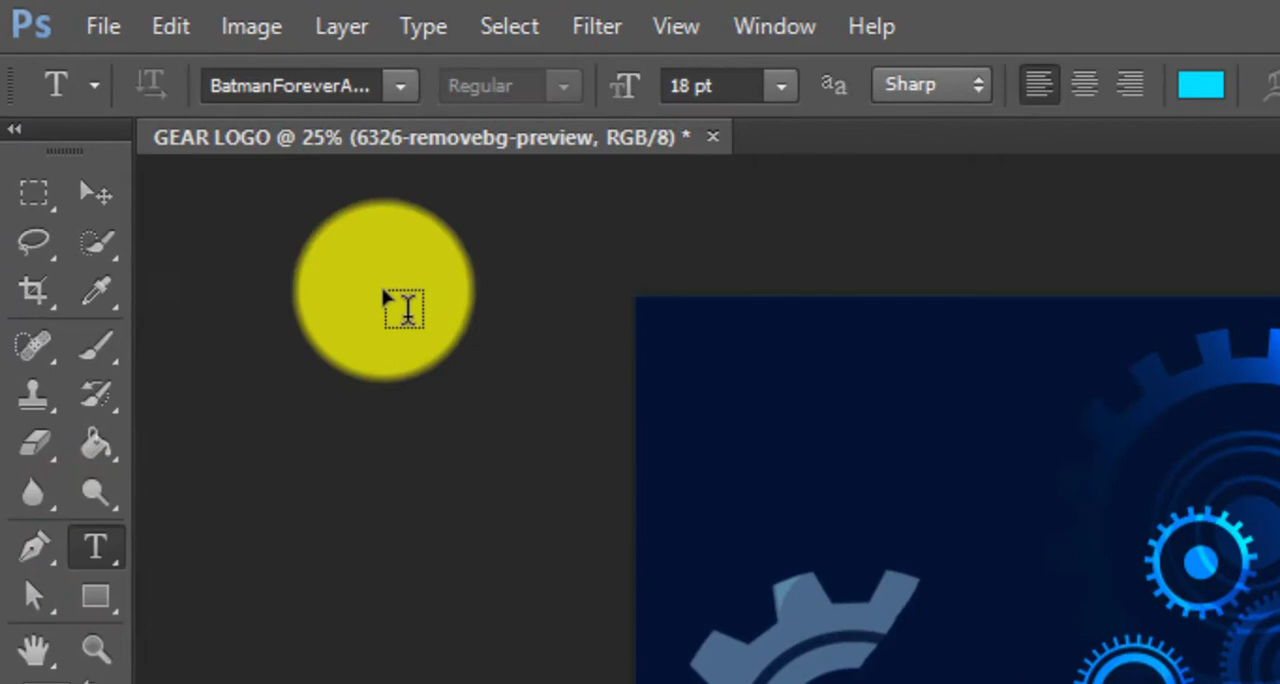 Ps File Edit Image Layer Type Select Filter View Window Help
T T BatmanForeverA... Regular TT 18 pt aa Sharp
GEAR LOGO @ 25% (6326-removebg-preview, RGB/8) * ×
T